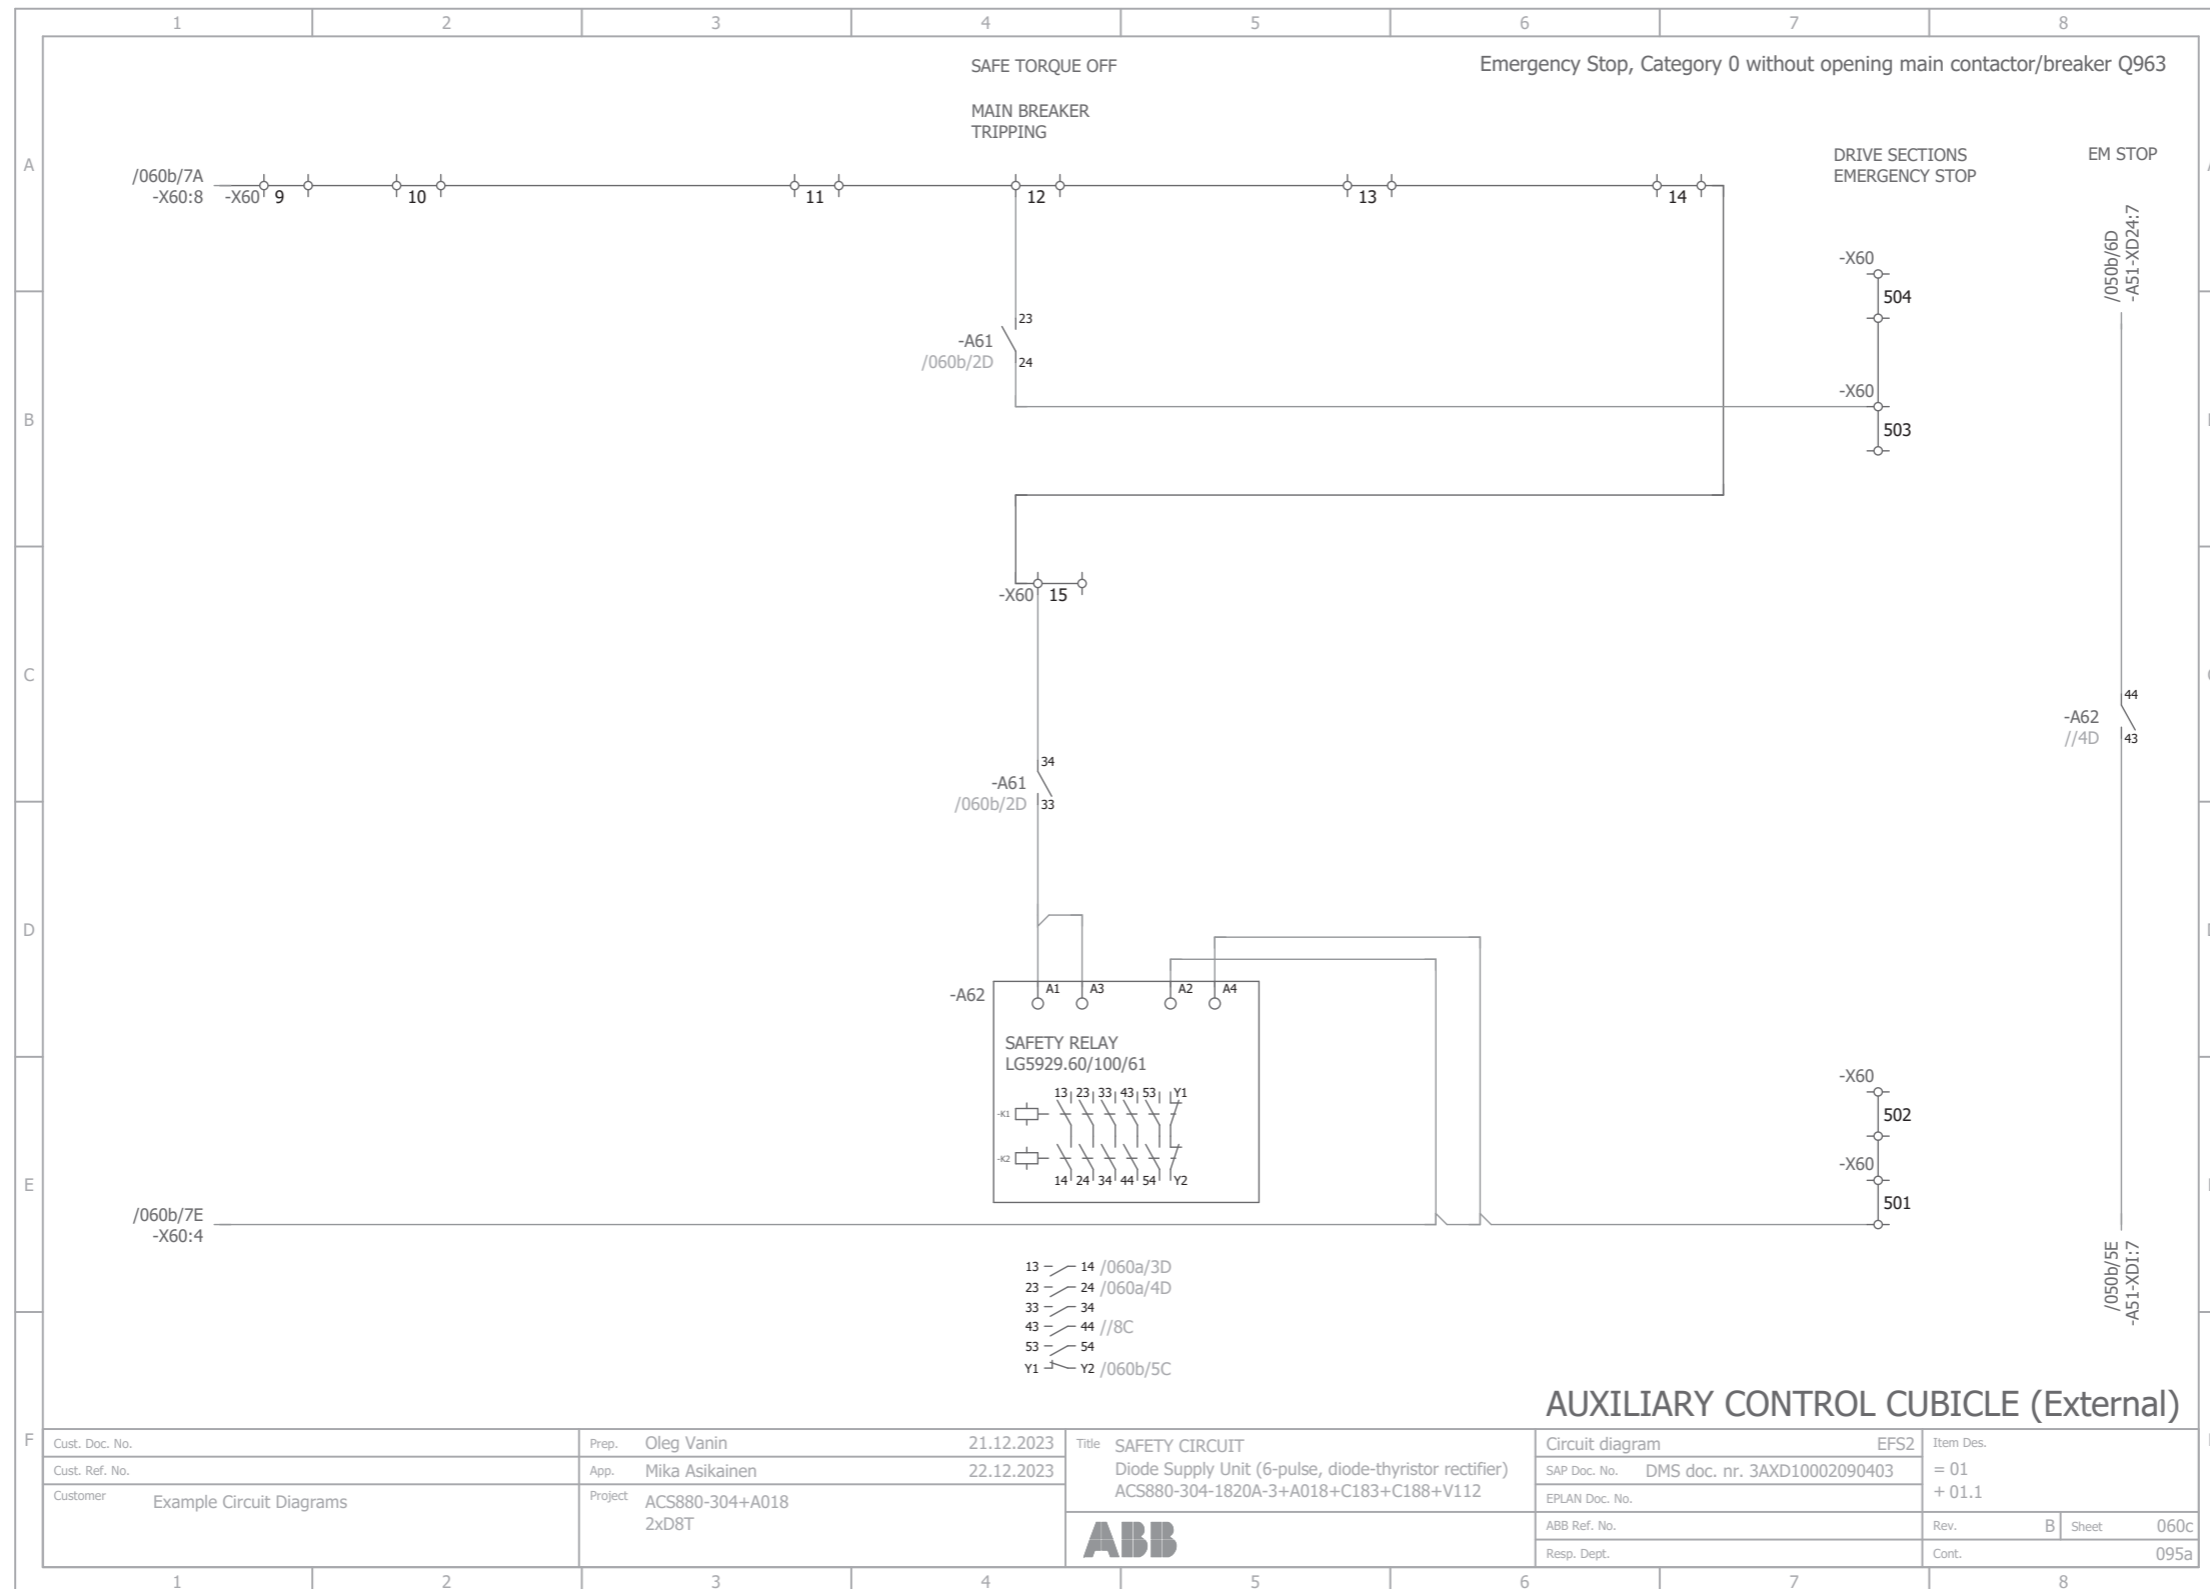 1 2 3 4 5 6 7 8
SAFE TORQUE OFF
Emergency Stop, Category 0 without opening main contactor/breaker Q963
MAIN BREAKER
TRIPPING
DRIVE SECTIONS
EMERGENCY STOP
EM STOP
A
/060b/7A
-X60:8
-X60 9
10
11
12
13
14
/050b/6D
-A51-XD24:7
-X60
504
23
-A61
/060b/2D
24
-X60
503
B
-X60
15
C
44
-A62
//4D
43
34
-A61
/060b/2D
33
D
-A62
A1 A3 A2 A4
SAFETY RELAY
LG5929.60/100/61
13 23 33 43 53 Y1
-K1
-K2
14 24 34 44 54 Y2
-X60
502
-X60
501
E
/060b/7E
-X60:4
/050b/5E
-A51-XDI:7
13 14 /060a/3D
23 24 /060a/4D
33 34
43 44 //8C
53 54
Y1 Y2 /060b/5C
AUXILIARY CONTROL CUBICLE (External)
F
Cust. Doc. No.
Cust. Ref. No.
Customer Example Circuit Diagrams
Prep. Oleg Vanin 21.12.2023
App. Mika Asikainen 22.12.2023
Project ACS880-304+A018
2xD8T
Title SAFETY CIRCUIT
Diode Supply Unit (6-pulse, diode-thyristor rectifier)
ACS880-304-1820A-3+A018+C183+C188+V112
ABB
Circuit diagram EFS2
SAP Doc. No. DMS doc. nr. 3AXD10002090403
EPLAN Doc. No.
ABB Ref. No.
Resp. Dept.
Item Des.
= 01
+ 01.1
Rev. B Sheet 060c
Cont. 095a
1 2 3 4 5 6 7 8